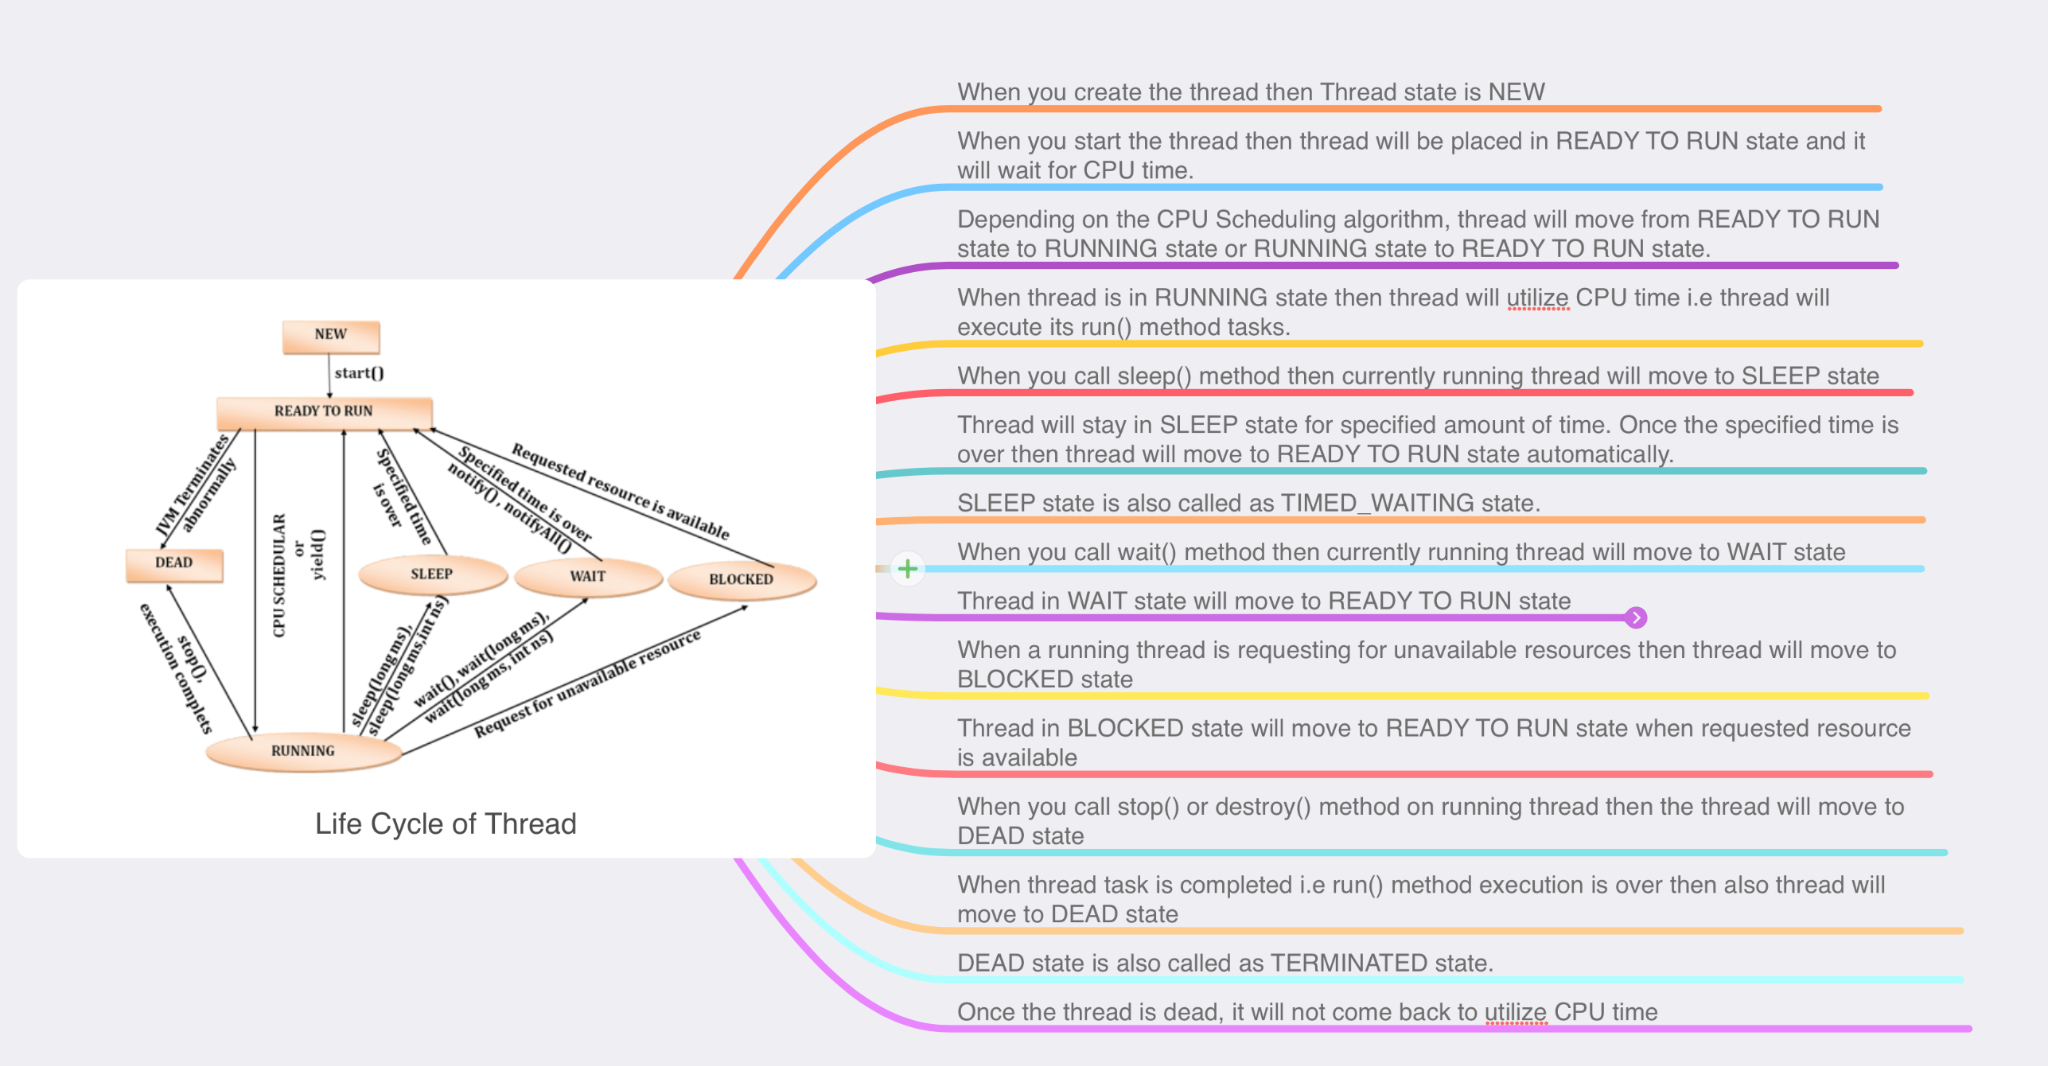 NEW
start()
READY TO RUN
JVM Terminates
abnormally
CPU SCHEDULAR
or
yield()
Specified time
is over
Specified time is over
notify(), notifyAll()
Requested resource is available
DEAD
SLEEP
WAIT
BLOCKED
stop(),
execution complets
sleep(long ms),
sleep(long ms,int ns)
wait(), wait(long ms),
wait(long ms, int ns)
Request for unavailable resource
RUNNING
Life Cycle of Thread
When you create the thread then Thread state is NEW
When you start the thread then thread will be placed in READY TO RUN state and it
will wait for CPU time.
Depending on the CPU Scheduling algorithm, thread will move from READY TO RUN
state to RUNNING state or RUNNING state to READY TO RUN state.
When thread is in RUNNING state then thread will utilize CPU time i.e thread will
execute its run() method tasks.
When you call sleep() method then currently running thread will move to SLEEP state
Thread will stay in SLEEP state for specified amount of time. Once the specified time is
over then thread will move to READY TO RUN state automatically.
SLEEP state is also called as TIMED_WAITING state.
When you call wait() method then currently running thread will move to WAIT state
Thread in WAIT state will move to READY TO RUN state
When a running thread is requesting for unavailable resources then thread will move to
BLOCKED state
Thread in BLOCKED state will move to READY TO RUN state when requested resource
is available
When you call stop() or destroy() method on running thread then the thread will move to
DEAD state
When thread task is completed i.e run() method execution is over then also thread will
move to DEAD state
DEAD state is also called as TERMINATED state.
Once the thread is dead, it will not come back to utilize CPU time